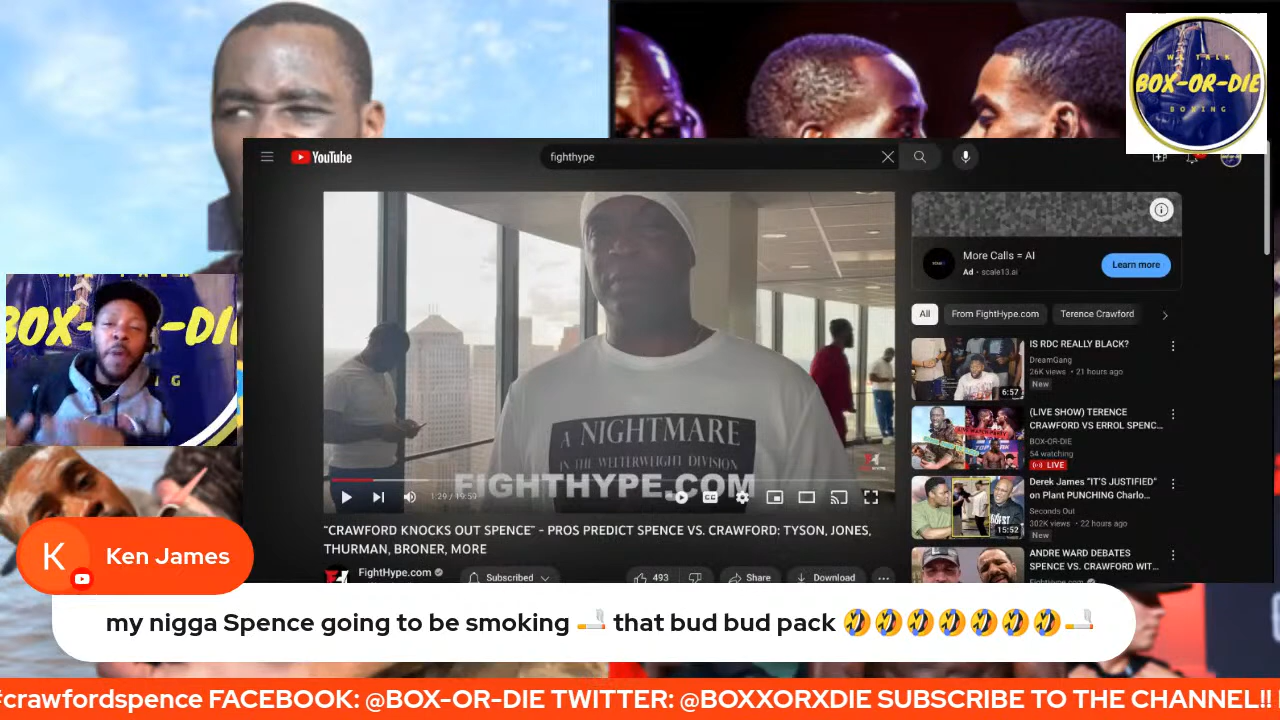 WE TALK
BOX-OR-DIE
BOXING
YouTube
fighthype
A NIGHTMARE
IN THE WELTERWEIGHT DIVISION
FIGHTHYPE.COM
1:29 / 19:59
"CRAWFORD KNOCKS OUT SPENCE" - PROS PREDICT SPENCE VS. CRAWFORD: TYSON, JONES,
THURMAN, BRONER, MORE
FightHype.com
Subscribed
493
Share
Download
More Calls = AI
Ad · scale13.ai
Learn more
All
From FightHype.com
Terence Crawford
IS RDC REALLY BLACK?
DreamGang
26K views • 21 hours ago
New
6:57
(LIVE SHOW) TERENCE
CRAWFORD VS ERROL SPENC...
BOX-OR-DIE
54 watching
LIVE
Derek James "IT'S JUSTIFIED"
on Plant PUNCHING Charlo...
Seconds Out
302K views • 22 hours ago
New
15:52
ANDRE WARD DEBATES
SPENCE VS. CRAWFORD WIT...
FightHype.com
K
Ken James
my nigga Spence going to be smoking 🚬 that bud bud pack 🤣🤣🤣🤣🤣🤣🤣🚬
#crawfordspence FACEBOOK: @BOX-OR-DIE TWITTER: @BOXXORXDIE SUBSCRIBE TO THE CHANNEL!!